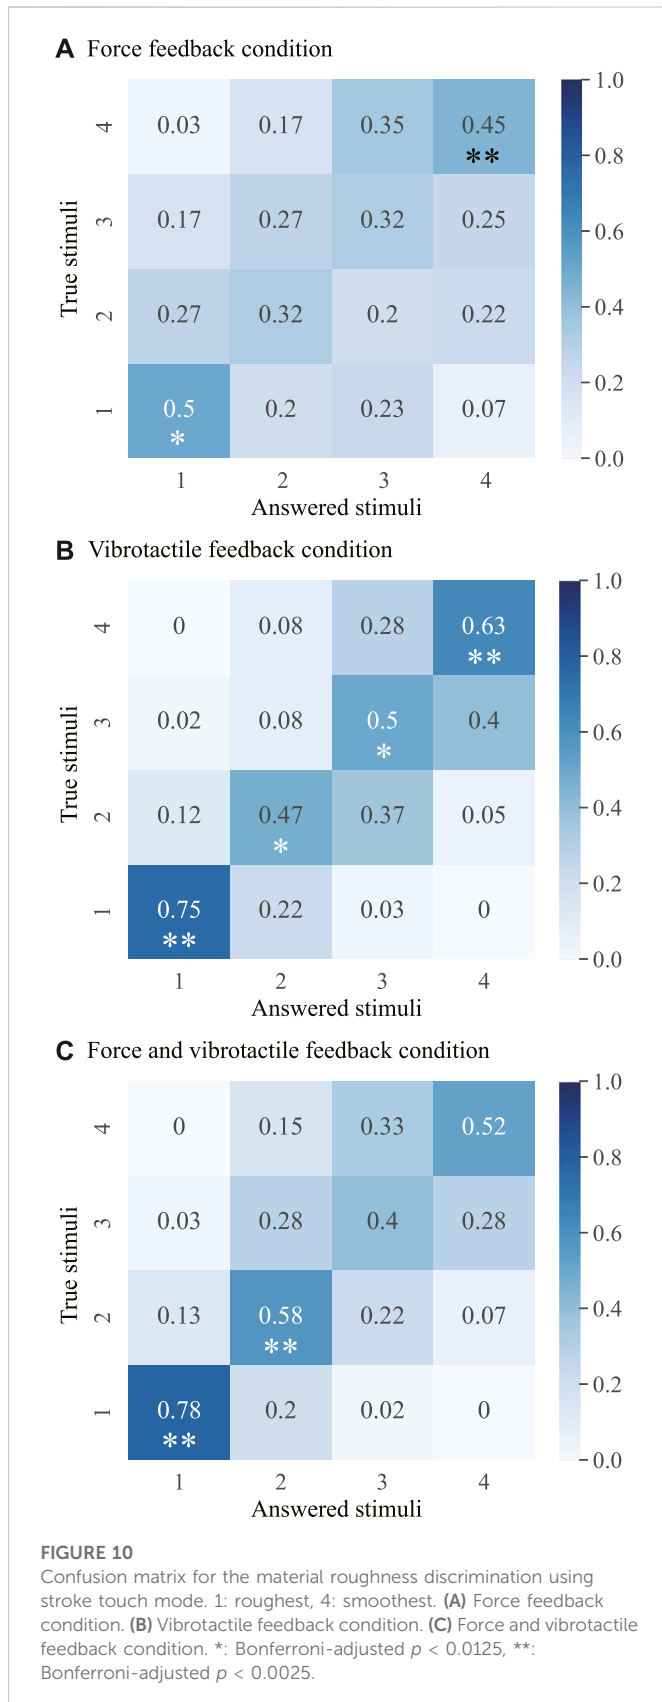 A Force feedback condition
1.0
4 0.03 0.17 0.35 0.45
**
0.8
3 0.17 0.27 0.32 0.25
0.6
True stimuli
0.4
2 0.27 0.32 0.2 0.22
0.2
1 0.5 0.2 0.23 0.07
*
0.0
1 2 3 4
Answered stimuli
B Vibrotactile feedback condition
1.0
4 0 0.08 0.28 0.63
**
0.8
3 0.02 0.08 0.5 0.4
*
0.6
True stimuli
0.4
2 0.12 0.47 0.37 0.05
*
0.2
1 0.75 0.22 0.03 0
**
0.0
1 2 3 4
Answered stimuli
C Force and vibrotactile feedback condition
1.0
4 0 0.15 0.33 0.52
0.8
3 0.03 0.28 0.4 0.28
0.6
True stimuli
0.4
2 0.13 0.58 0.22 0.07
**
0.2
1 0.78 0.2 0.02 0
**
0.0
1 2 3 4
Answered stimuli
FIGURE 10
Confusion matrix for the material roughness discrimination using
stroke touch mode. 1: roughest, 4: smoothest. (A) Force feedback
condition. (B) Vibrotactile feedback condition. (C) Force and vibrotactile
feedback condition. *: Bonferroni-adjusted p < 0.0125, **:
Bonferroni-adjusted p < 0.0025.